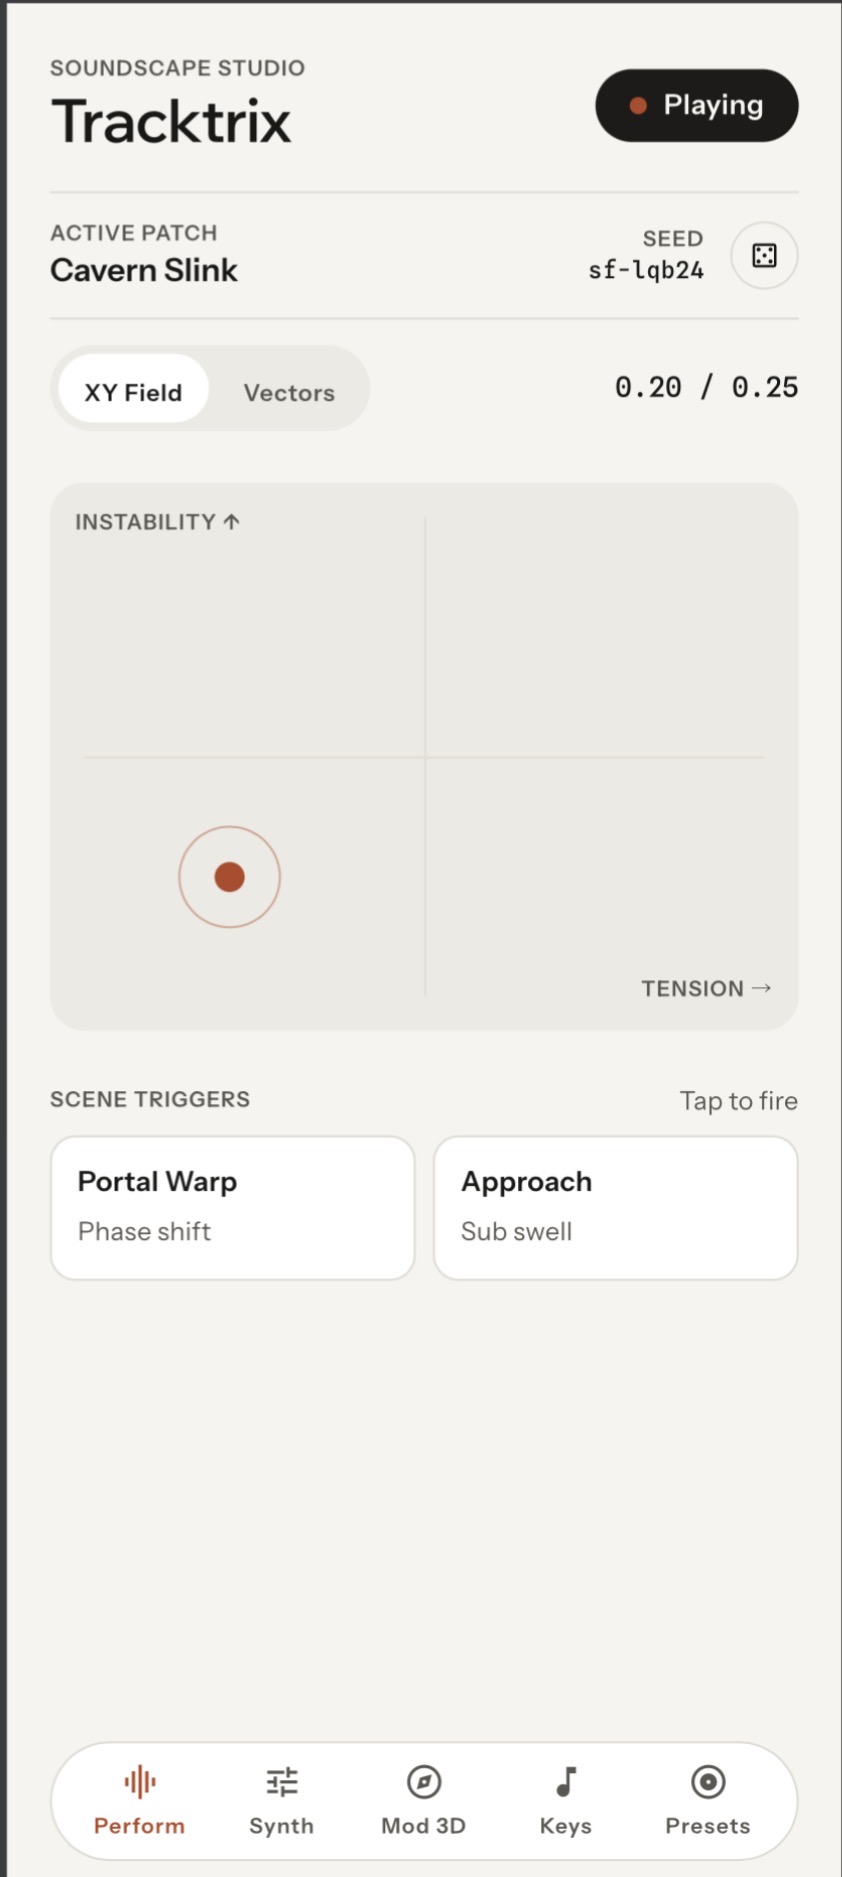 SOUNDSCAPE STUDIO
Tracktrix
Playing
ACTIVE PATCH
Cavern Slink
SEED
sf-lqb24
XY Field
Vectors
0.20 / 0.25
INSTABILITY ↑
TENSION →
SCENE TRIGGERS
Tap to fire
Portal Warp
Phase shift
Approach
Sub swell
Perform
Synth
Mod 3D
Keys
Presets